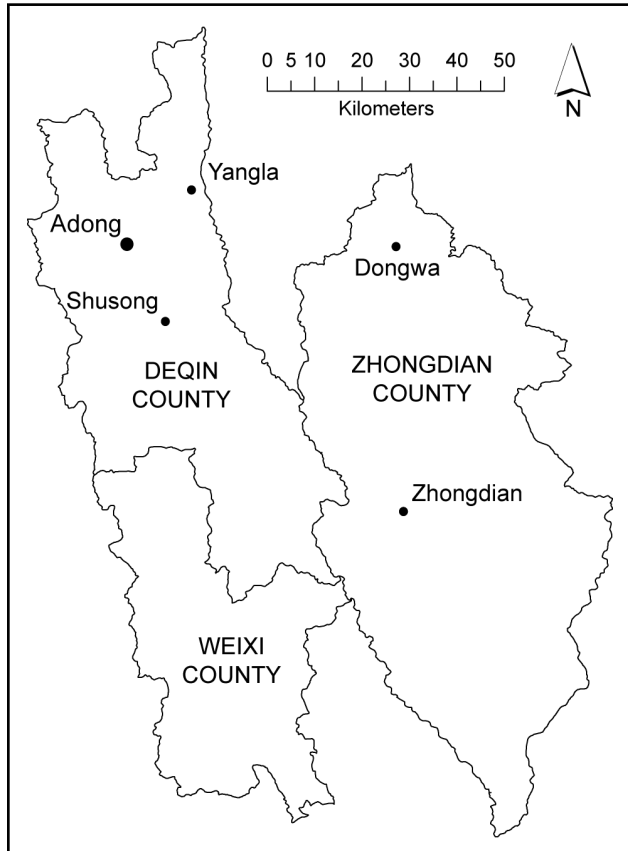 0 5 10 20 30 40 50
Kilometers
N
Yangla
Adong
Dongwa
Shusong
DEQIN
COUNTY
ZHONGDIAN
COUNTY
Zhongdian
WEIXI
COUNTY